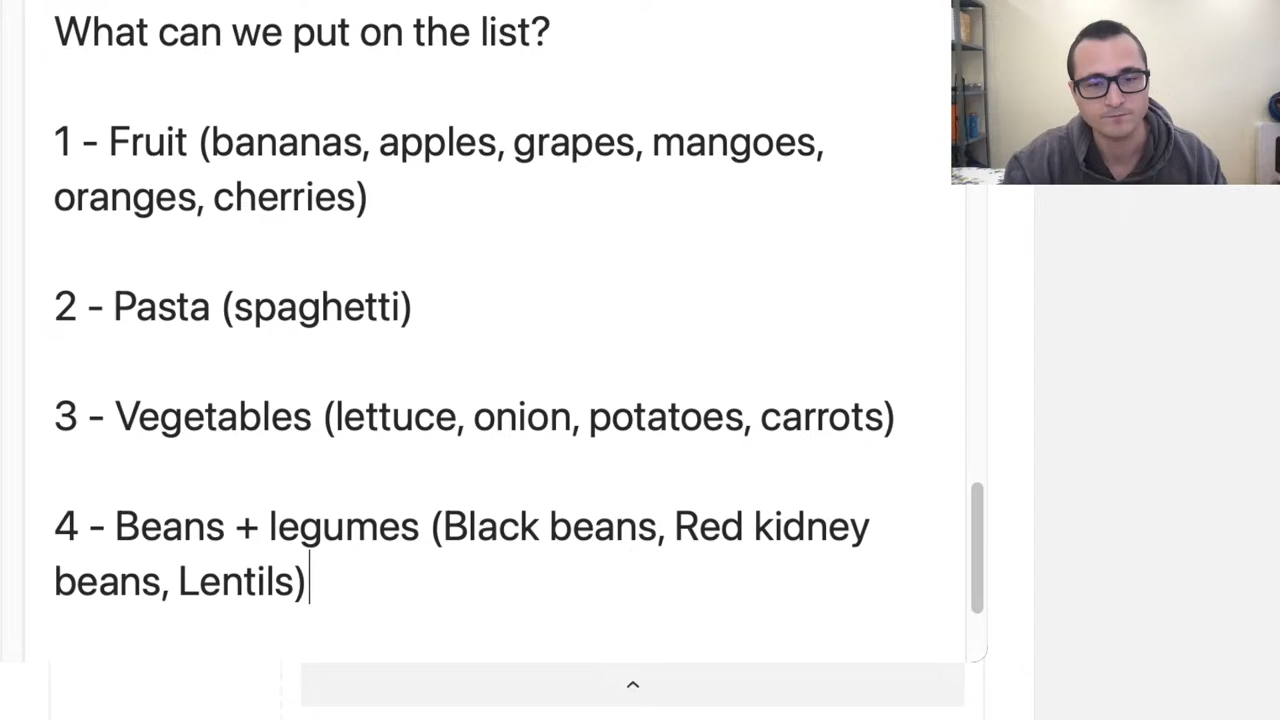 What can we put on the list?
1 - Fruit (bananas, apples, grapes, mangoes,
oranges, cherries)
2 - Pasta (spaghetti)
3 - Vegetables (lettuce, onion, potatoes, carrots)
4 - Beans + legumes (Black beans, Red kidney
beans, Lentils)